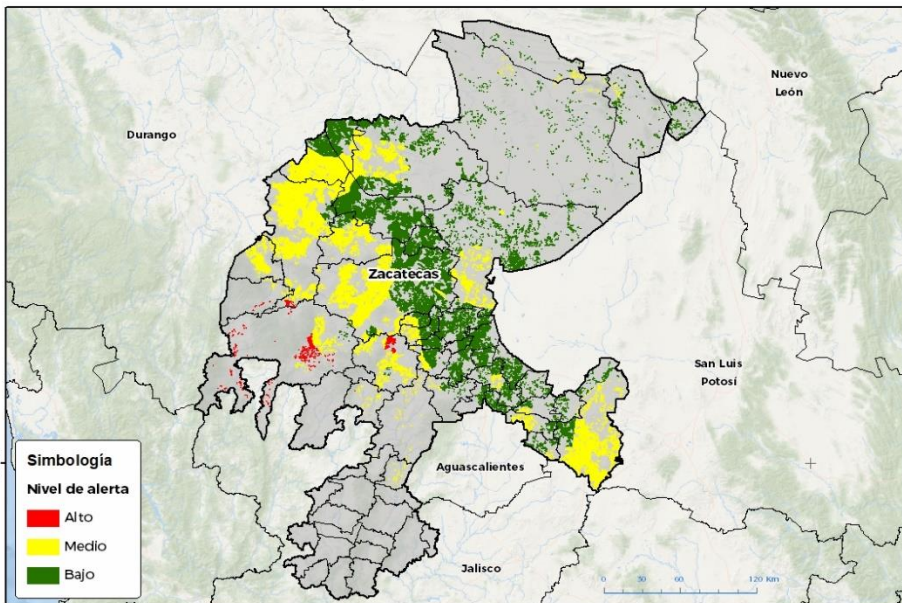 Nuevo
León
Durango
Zacatecas
San Luis
Potosí
Aguascalientes
Jalisco
Simbología
Nivel de alerta
Alto
Medio
Bajo
0 30 60 120 Km